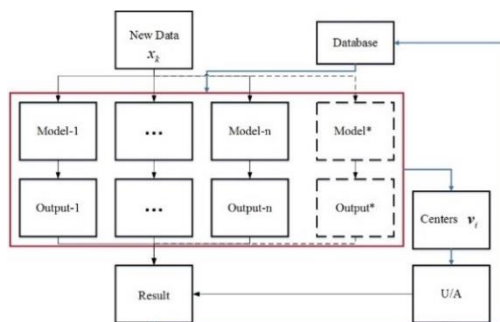 New Data
x_k
Database
Model-1
...
Model-n
Model*
Output-1
...
Output-n
Output*
Centers v_i
Result
U/A